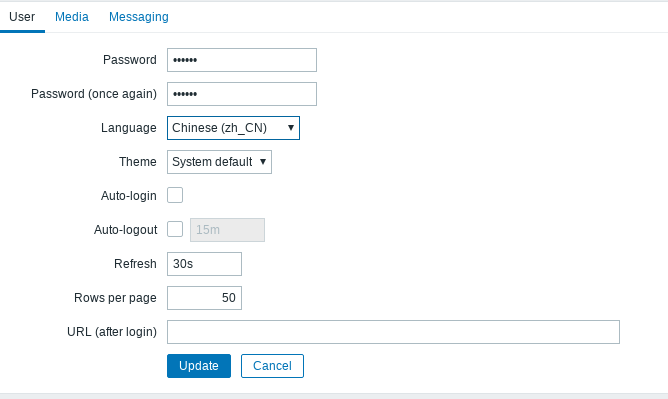 User Media Messaging
Password ••••••
Password (once again) ••••••
Language Chinese (zh_CN)
Theme System default
Auto-login
Auto-logout 15m
Refresh 30s
Rows per page 50
URL (after login)
Update Cancel